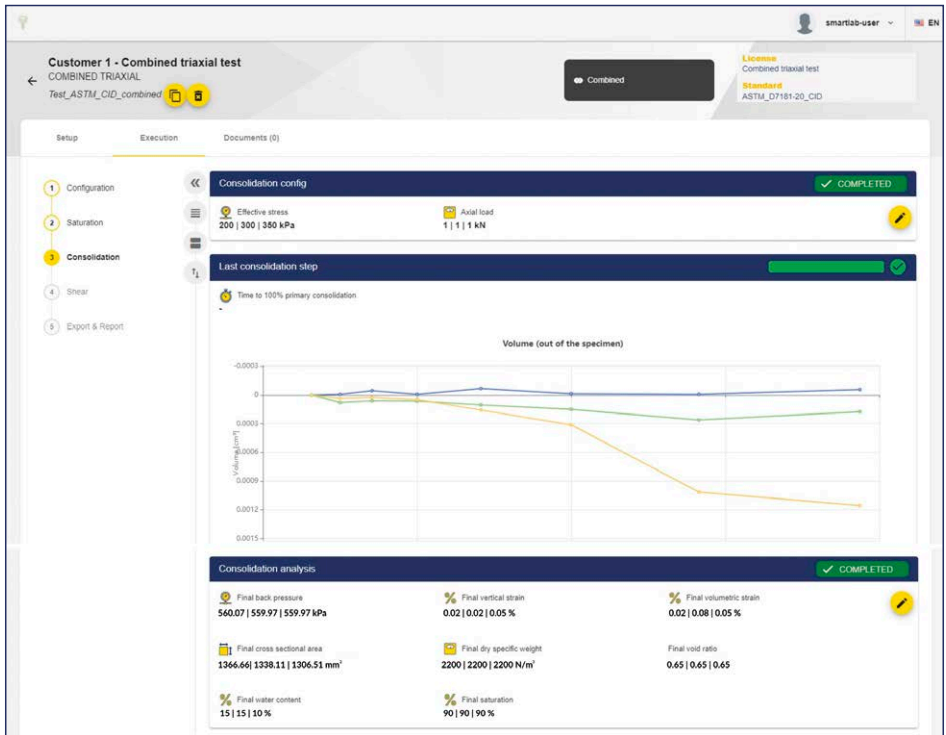 smartlab-user
EN
Customer 1 - Combined triaxial test
COMBINED TRIAXIAL
Test_ASTM_CID_combined
Combined
License
Combined triaxial test
Standard
ASTM_D7181-20_CID
Setup
Execution
Documents (0)
1 Configuration
2 Saturation
3 Consolidation
4 Shear
5 Export & Report
Consolidation config
COMPLETED
Effective stress
200 | 300 | 350 kPa
Axial load
1 | 1 | 1 kN
Last consolidation step
Time to 100% primary consolidation
-
Volume (out of the specimen)
-0.0003
0
0.0003
0.0006
0.0009
0.0012
0.0015
Volume [cm³]
Consolidation analysis
COMPLETED
Final back pressure
560.07 | 559.97 | 559.97 kPa
Final vertical strain
0.02 | 0.02 | 0.05 %
Final volumetric strain
0.02 | 0.08 | 0.05 %
Final cross sectional area
1366.66| 1338.11 | 1306.51 mm²
Final dry specific weight
2200 | 2200 | 2200 N/m³
Final void ratio
0.65 | 0.65 | 0.65
Final water content
15 | 15 | 10 %
Final saturation
90 | 90 | 90 %